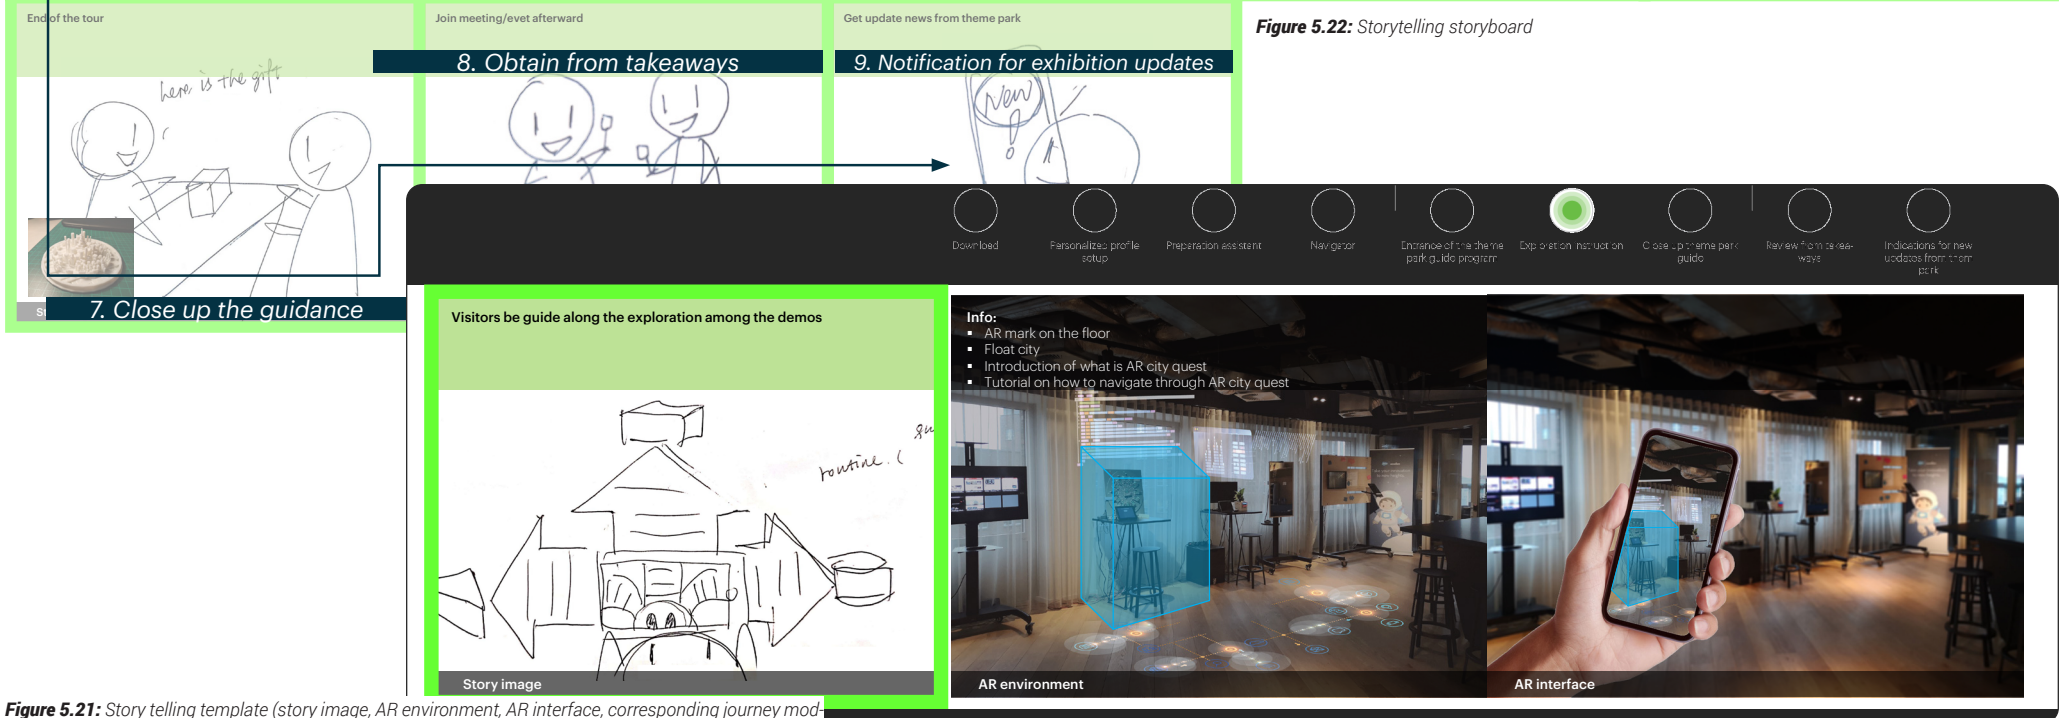 End of the tour
Join meeting/evet afterward
Get update news from theme park
Figure 5.22: Storytelling storyboard
8. Obtain from takeaways
9. Notification for exhibition updates
here is the gift
New
Download
Personalized profile
setup
Preparation assistant
Navigator
Entrance of the theme
park guide program
Exploration instruction
Close up theme park
guide
Review from takea-
ways
Indications for new
updates from them
park
7. Close up the guidance
St
Visitors be guide along the exploration among the demos
Info:
▪ AR mark on the floor
▪ Float city
▪ Introduction of what is AR city quest
▪ Tutorial on how to navigate through AR city quest
routine.
Story image
AR environment
AR interface
Figure 5.21: Story telling template (story image, AR environment, AR interface, corresponding journey mod-